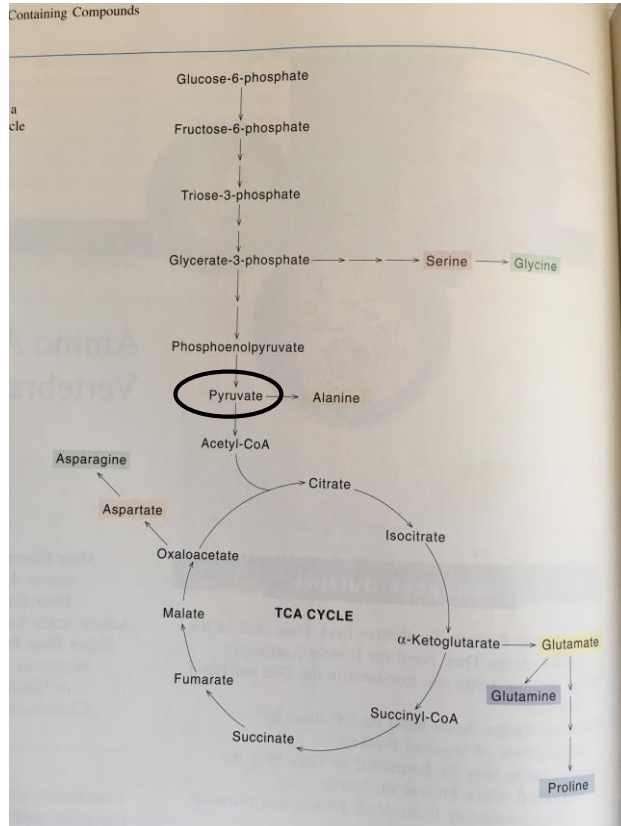 Containing Compounds
a
cle
Glucose-6-phosphate
Fructose-6-phosphate
Triose-3-phosphate
Glycerate-3-phosphate Serine Glycine
Phosphoenolpyruvate
Pyruvate Alanine
Acetyl-CoA
Asparagine
Citrate
Aspartate
Isocitrate
Oxaloacetate
Malate
TCA CYCLE
α-Ketoglutarate Glutamate
Fumarate
Glutamine
Succinyl-CoA
Succinate
Proline